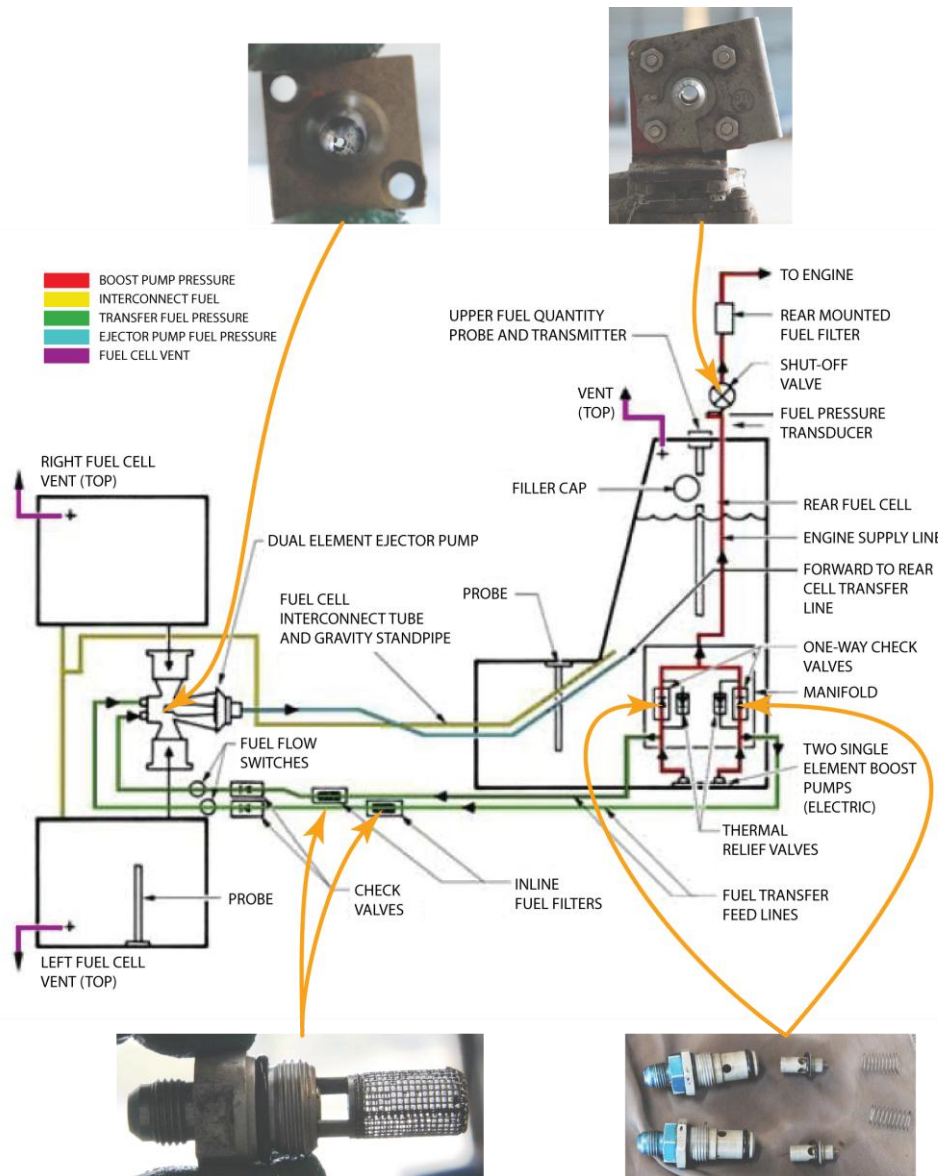 BOOST PUMP PRESSURE
INTERCONNECT FUEL
TRANSFER FUEL PRESSURE
EJECTOR PUMP FUEL PRESSURE
FUEL CELL VENT
TO ENGINE
UPPER FUEL QUANTITY
PROBE AND TRANSMITTER
REAR MOUNTED
FUEL FILTER
SHUT-OFF
VALVE
VENT
(TOP)
FUEL PRESSURE
TRANSDUCER
RIGHT FUEL CELL
VENT (TOP)
FILLER CAP
REAR FUEL CELL
DUAL ELEMENT EJECTOR PUMP
ENGINE SUPPLY LINE
FUEL CELL
INTERCONNECT TUBE
AND GRAVITY STANDPIPE
PROBE
FORWARD TO REAR
CELL TRANSFER
LINE
ONE-WAY CHECK
VALVES
MANIFOLD
FUEL FLOW
SWITCHES
TWO SINGLE
ELEMENT BOOST
PUMPS
(ELECTRIC)
THERMAL
RELIEF VALVES
PROBE
CHECK
VALVES
INLINE
FUEL FILTERS
FUEL TRANSFER
FEED LINES
LEFT FUEL CELL
VENT (TOP)